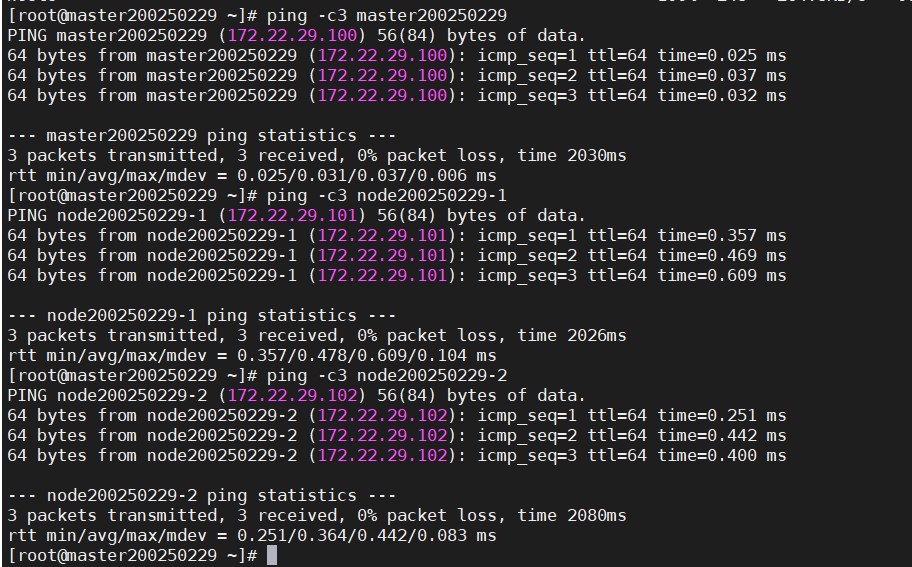 [root@master200250229 ~]# ping -c3 master200250229
PING master200250229 (172.22.29.100) 56(84) bytes of data.
64 bytes from master200250229 (172.22.29.100): icmp_seq=1 ttl=64 time=0.025 ms
64 bytes from master200250229 (172.22.29.100): icmp_seq=2 ttl=64 time=0.037 ms
64 bytes from master200250229 (172.22.29.100): icmp_seq=3 ttl=64 time=0.032 ms

--- master200250229 ping statistics ---
3 packets transmitted, 3 received, 0% packet loss, time 2030ms
rtt min/avg/max/mdev = 0.025/0.031/0.037/0.006 ms
[root@master200250229 ~]# ping -c3 node200250229-1
PING node200250229-1 (172.22.29.101) 56(84) bytes of data.
64 bytes from node200250229-1 (172.22.29.101): icmp_seq=1 ttl=64 time=0.357 ms
64 bytes from node200250229-1 (172.22.29.101): icmp_seq=2 ttl=64 time=0.469 ms
64 bytes from node200250229-1 (172.22.29.101): icmp_seq=3 ttl=64 time=0.609 ms

--- node200250229-1 ping statistics ---
3 packets transmitted, 3 received, 0% packet loss, time 2026ms
rtt min/avg/max/mdev = 0.357/0.478/0.609/0.104 ms
[root@master200250229 ~]# ping -c3 node200250229-2
PING node200250229-2 (172.22.29.102) 56(84) bytes of data.
64 bytes from node200250229-2 (172.22.29.102): icmp_seq=1 ttl=64 time=0.251 ms
64 bytes from node200250229-2 (172.22.29.102): icmp_seq=2 ttl=64 time=0.442 ms
64 bytes from node200250229-2 (172.22.29.102): icmp_seq=3 ttl=64 time=0.400 ms

--- node200250229-2 ping statistics ---
3 packets transmitted, 3 received, 0% packet loss, time 2080ms
rtt min/avg/max/mdev = 0.251/0.364/0.442/0.083 ms
[root@master200250229 ~]#